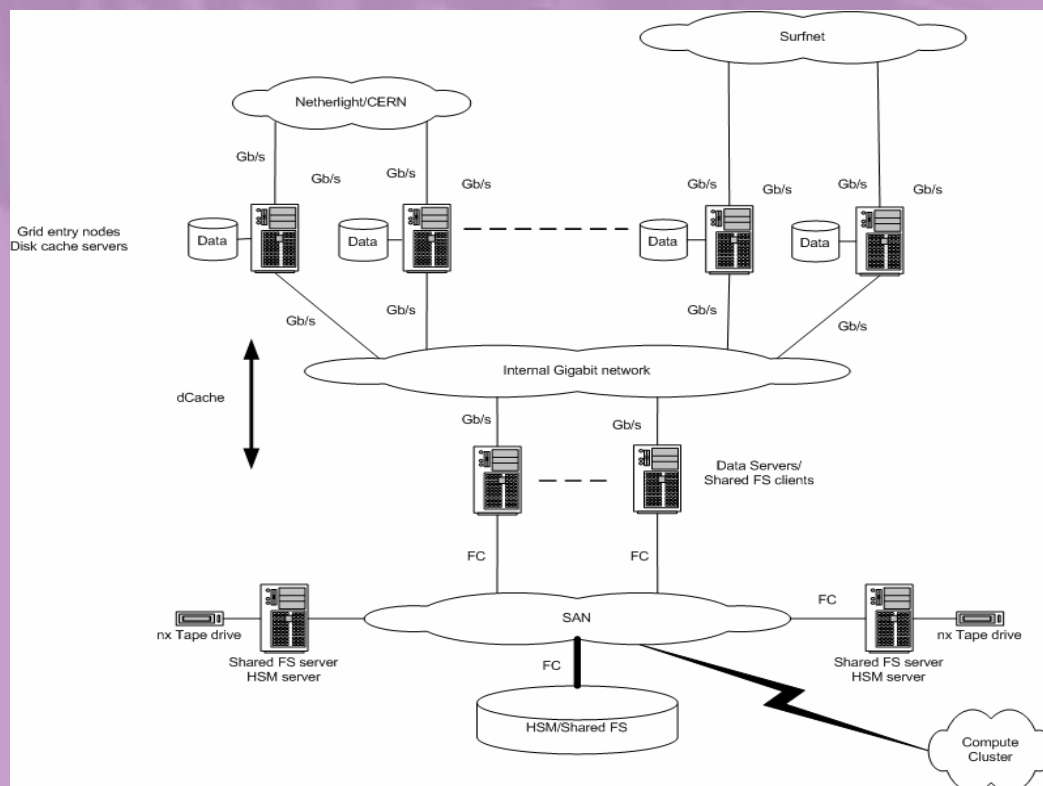 Surfnet
Netherlight/CERN
Gb/s
Gb/s
Gb/s
Gb/s
Gb/s
Gb/s
Gb/s
Gb/s
Grid entry nodes
Disk cache servers
Data
Data
Data
Data
Gb/s
Gb/s
Gb/s
Gb/s
Internal Gigabit network
dCache
Gb/s
Gb/s
Data Servers/
Shared FS clients
FC
FC
FC
SAN
nx Tape drive
nx Tape drive
Shared FS server
HSM server
FC
Shared FS server
HSM server
HSM/Shared FS
Compute
Cluster